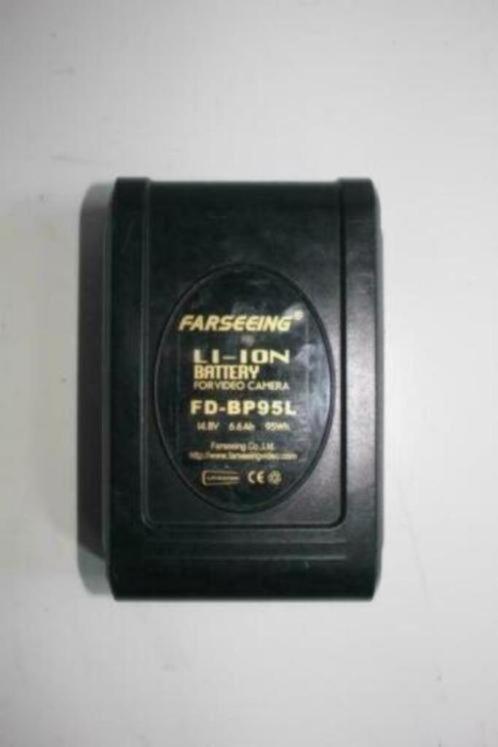 FARSEEING®
LI-ION
BATTERY
FOR VIDEO CAMERA
FD-BP95L
14.8V 6.6Ah 95Wh
Farseeing Co.,Ltd.
http://www.farseeingvideo.com
CE